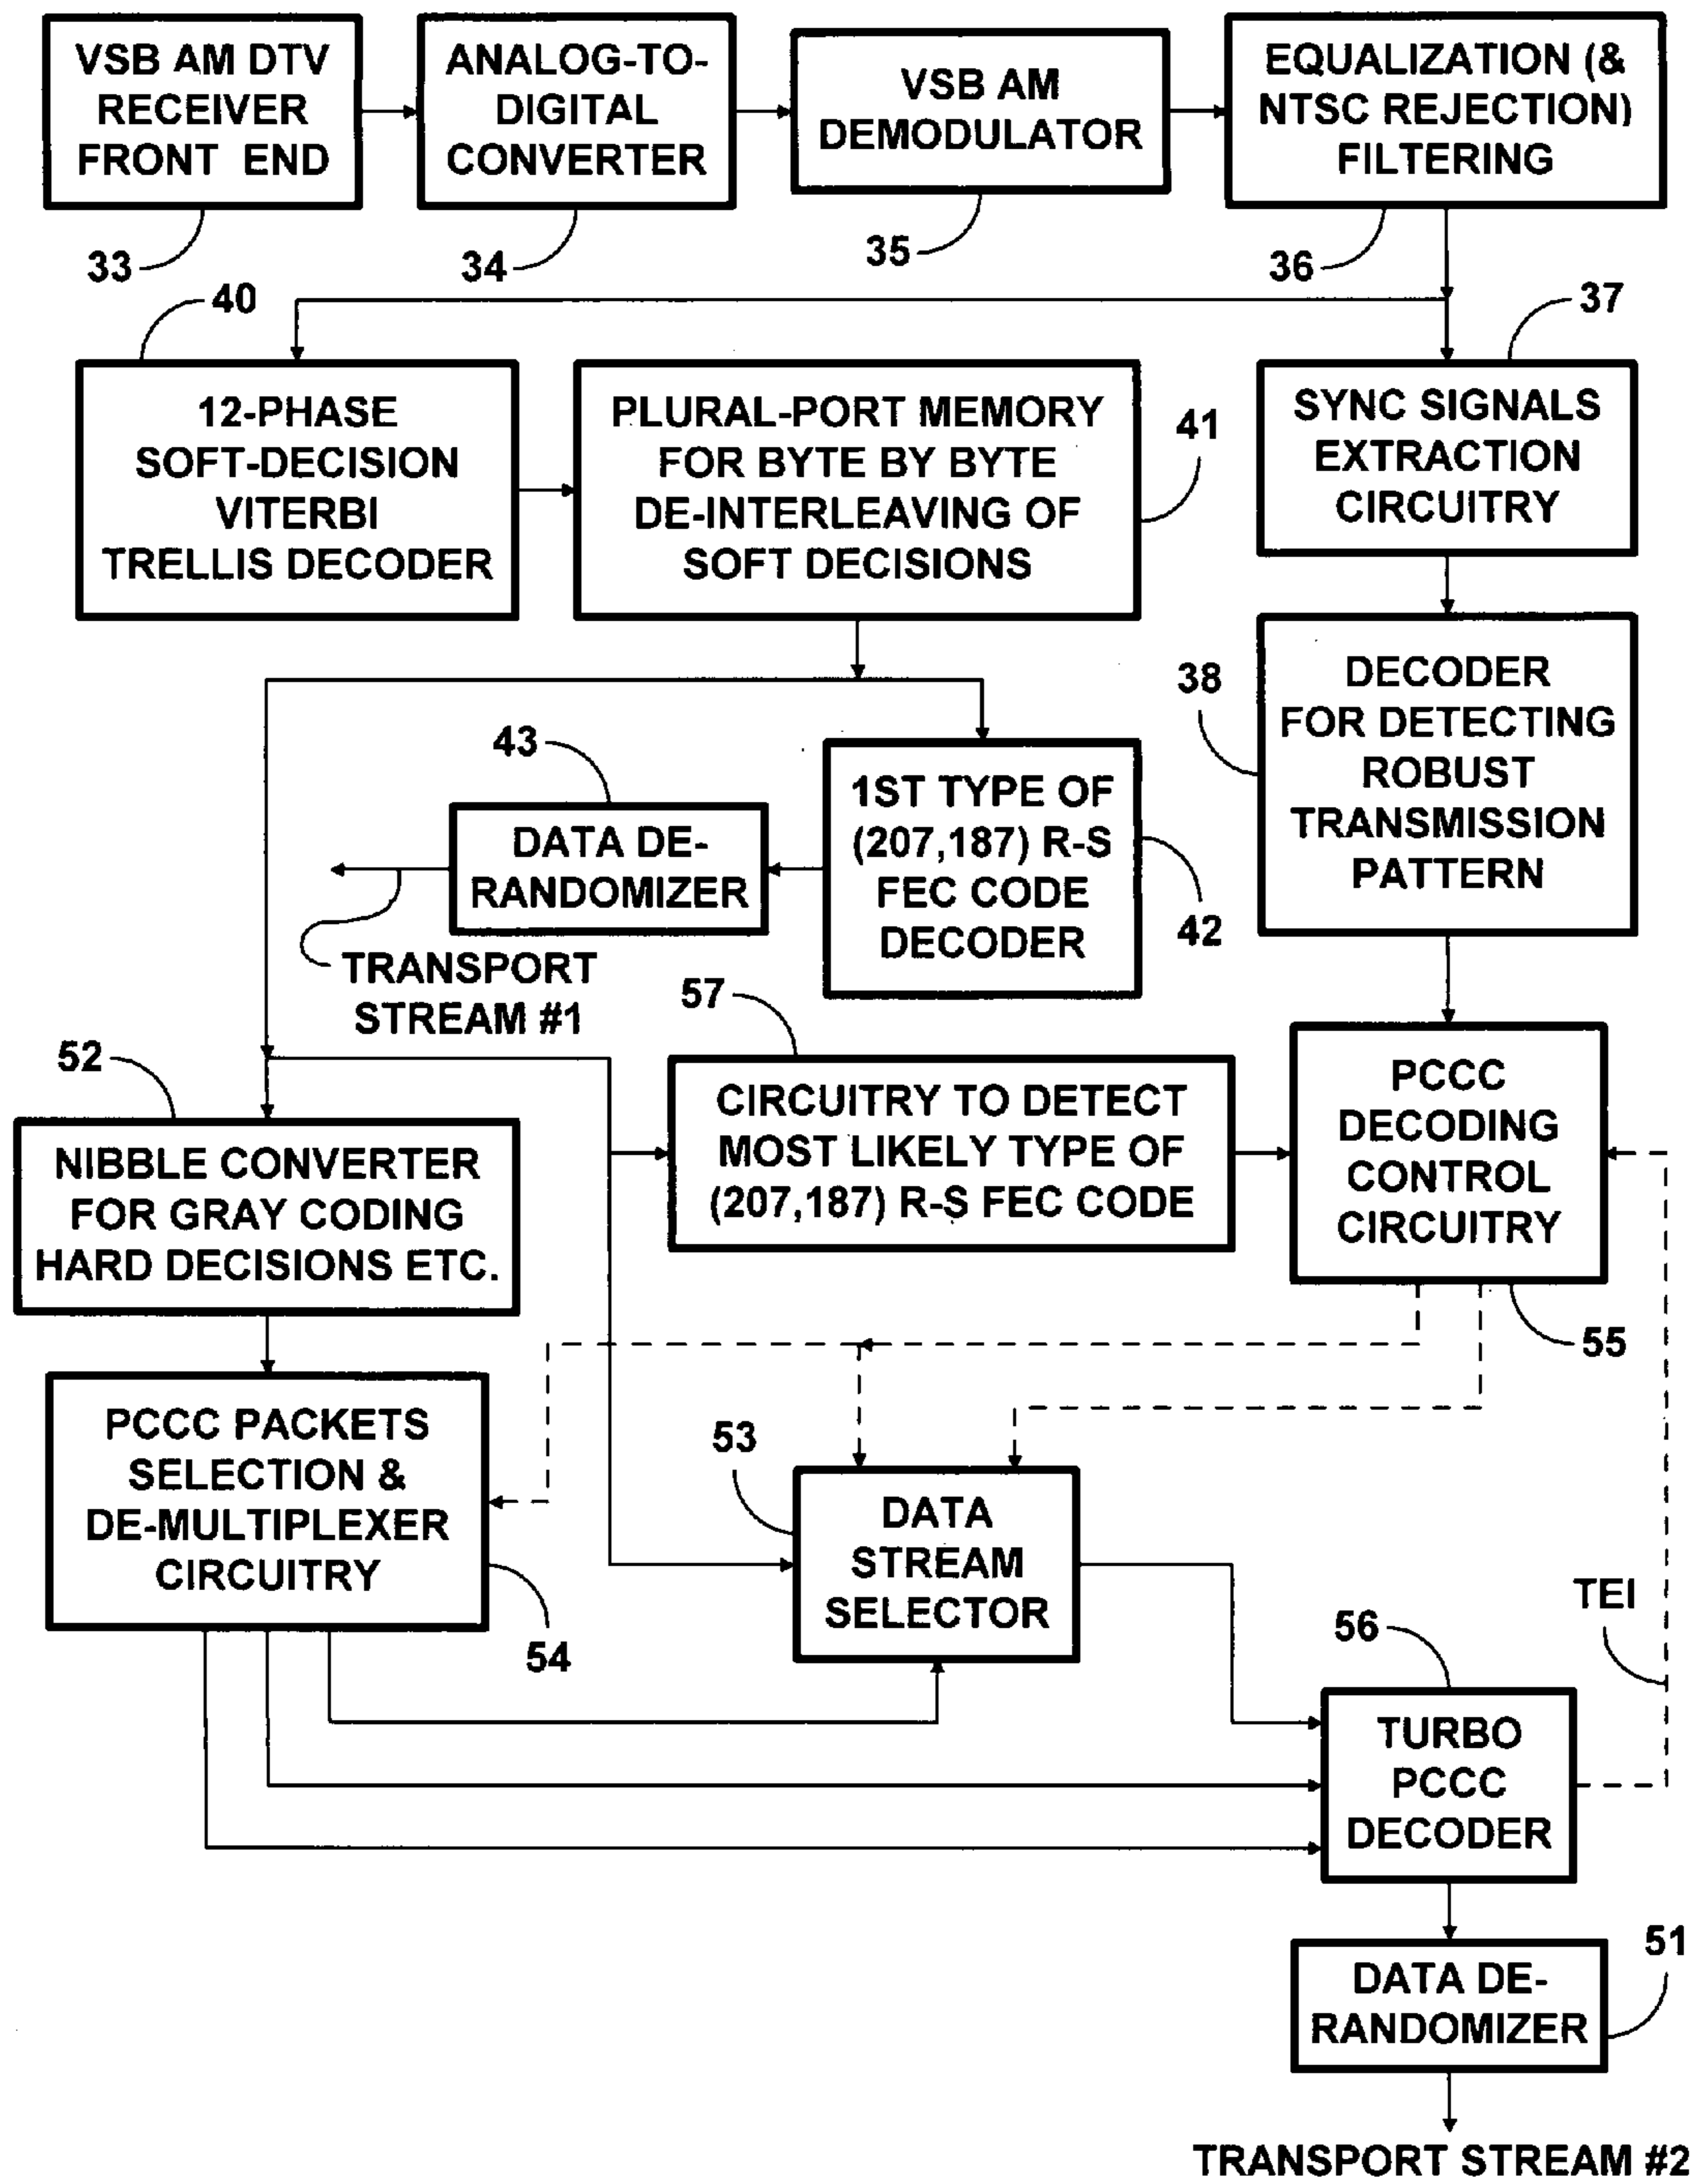 VSB AM DTV
RECEIVER
FRONT END
ANALOG-TO-
DIGITAL
CONVERTER
VSB AM
DEMODULATOR
EQUALIZATION (&
NTSC REJECTION)
FILTERING
33
34
35
36
40
37
12-PHASE
SOFT-DECISION
VITERBI
TRELLIS DECODER
PLURAL-PORT MEMORY
FOR BYTE BY BYTE
DE-INTERLEAVING OF
SOFT DECISIONS
41
SYNC SIGNALS
EXTRACTION
CIRCUITRY
38
DECODER
FOR DETECTING
ROBUST
TRANSMISSION
PATTERN
43
DATA DE-
RANDOMIZER
1ST TYPE OF
(207,187) R-S
FEC CODE
DECODER
42
TRANSPORT
STREAM #1
57
52
CIRCUITRY TO DETECT
MOST LIKELY TYPE OF
(207,187) R-S FEC CODE
PCCC
DECODING
CONTROL
CIRCUITRY
NIBBLE CONVERTER
FOR GRAY CODING
HARD DECISIONS ETC.
55
PCCC PACKETS
SELECTION &
DE-MULTIPLEXER
CIRCUITRY
54
53
DATA
STREAM
SELECTOR
TEI
56
TURBO
PCCC
DECODER
51
DATA DE-
RANDOMIZER
TRANSPORT STREAM #2